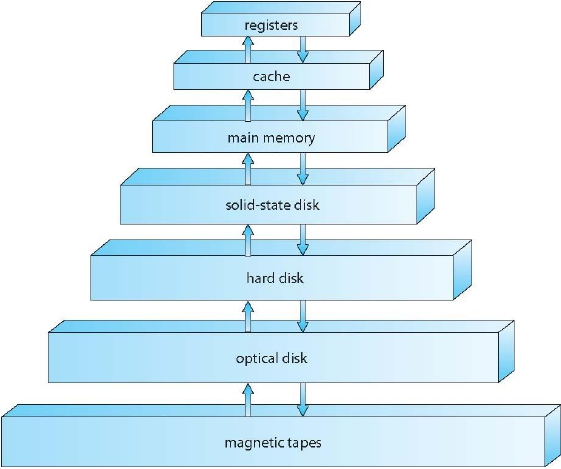 registers
cache
main memory
solid-state disk
hard disk
optical disk
magnetic tapes